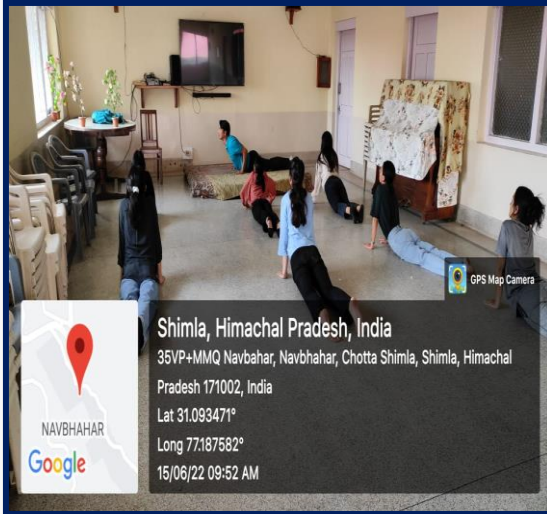 GPS Map Camera
Shimla, Himachal Pradesh, India
35VP+MMQ Navbahar, Navbhahar, Chotta Shimla, Shimla, Himachal
Pradesh 171002, India
Lat 31.093471°
Long 77.187582°
15/06/22 09:52 AM
NAVBHAHAR
Google